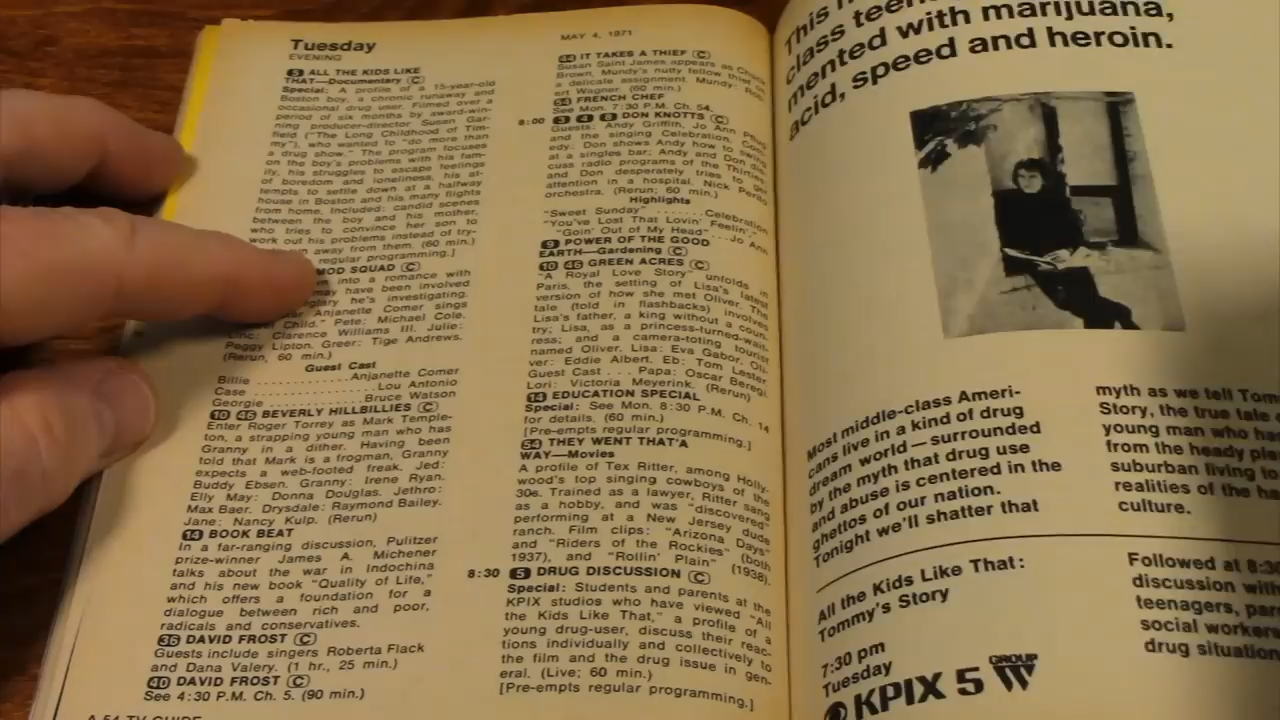 Tuesday
EVENING
5 ALL THE KIDS LIKE
THAT—Documentary (C)
Special: A profile of a 15-year-old
Boston boy, a chronic runaway and
occasional drug user. Filmed over a
period of six months by award-win-
ning producer-director Susan Gar-
field ("The Long Childhood of Tim-
my"), who wanted to "do more than
a drug show." The program focuses
on the boy's problems with his fam-
ily, his struggles to escape feelings
of boredom and loneliness, his at-
tempts to settle down at a halfway
house in Boston and his many flights
from home. Included: candid scenes
between the boy and his mother,
who tries to convince her son to
work out his problems instead of try-
away from them. (60 min.)
regular programming.]
MOD SQUAD (C)
into a romance with
may have been involved
he's investigating.
Anjanette Comer sings
Child." Pete: Michael Cole.
Linc: Clarence Williams III. Julie:
Peggy Lipton. Greer: Tige Andrews.
(Rerun, 60 min.)
Guest Cast
Billie ............Anjanette Comer
Case ................Lou Antonio
Georgie ............Bruce Watson
10 46 BEVERLY HILLBILLIES (C)
Enter Roger Torrey as Mark Temple-
ton, a strapping young man who has
Granny in a dither. Having been
told that Mark is a frogman, Granny
expects a web-footed freak. Jed:
Buddy Ebsen. Granny: Irene Ryan.
Elly May: Donna Douglas. Jethro:
Max Baer. Drysdale: Raymond Bailey.
Jane: Nancy Kulp. (Rerun)
14 BOOK BEAT
In a far-ranging discussion, Pulitzer
prize-winner James A. Michener
talks about the war in Indochina
and his new book "Quality of Life,"
which offers a foundation for a
dialogue between rich and poor,
radicals and conservatives.
36 DAVID FROST (C)
Guests include singers Roberta Flack
and Dana Valery. (1 hr., 25 min.)
40 DAVID FROST (C)
See 4:30 P.M. Ch. 5. (90 min.)
A-54 TV GUIDE
MAY 4, 1971
44 IT TAKES A THIEF (C)
Susan Saint James appears as
Brown, Mundy's nutty fellow thief
a delicate assignment. Mundy:
ert Wagner. (60 min.)
54 FRENCH CHEF
See Mon. 7:30 P.M. Ch. 54.
8:00 3 4 8 DON KNOTTS (C)
Guests: Andy Griffith, Jo Ann
and the singing Celebration.
edy: Don shows Andy how to swing
at a singles bar; Andy and Don dis-
cuss radio programs of the Thirties
and Don desperately tries to get
attention in a hospital. Nick Perito
orchestra. (Rerun; 60 min.)
Highlights
"Sweet Sunday" .......Celebration
"You've Lost That Lovin' Feelin',"
"Goin' Out of My Head"...Jo Ann
9 POWER OF THE GOOD
EARTH—Gardening (C)
10 46 GREEN ACRES (C)
"A Royal Love Story" unfolds in
Paris, the setting of Lisa's latest
version of how she met Oliver. The
tale (told in flashbacks) involves
Lisa's father, a king without a coun-
try; Lisa, as a princess-turned-wait-
ress; and a camera-toting tourist
named Oliver. Lisa: Eva Gabor. Oli-
ver: Eddie Albert. Eb: Tom Lester
Guest Cast . . . Papa: Oscar Beregi.
Lori: Victoria Meyerink. (Rerun)
14 EDUCATION SPECIAL
Special: See Mon. 8:30 P.M. Ch. 14
for details. (60 min.)
[Pre-empts regular programming.]
54 THEY WENT THAT'A
WAY—Movies
A profile of Tex Ritter, among Holly-
wood's top singing cowboys of the
30s. Trained as a lawyer, Ritter sang
as a hobby, and was "discovered"
performing at a New Jersey dude
ranch. Film clips: "Arizona Days"
and "Riders of the Rockies" (both
1937), and "Rollin' Plain" (1938).
8:30 5 DRUG DISCUSSION (C)
Special: Students and parents at the
KPIX studios who have viewed "All
the Kids Like That," a profile of a
young drug-user, discuss their reac-
tions individually and collectively to
the film and the drug issue in gen-
eral. (Live; 60 min.)
[Pre-empts regular programming.]
This
class
mented with marijuana,
acid, speed and heroin.
Most middle-class Ameri-
cans live in a kind of drug
dream world — surrounded
by the myth that drug use
and abuse is centered in the
ghettos of our nation.
Tonight we'll shatter that
myth as we tell Tom
Story, the true tale
young man who
from the heady
suburban living to
realities of the
culture.
All the Kids Like That:
Tommy's Story
7:30 pm
Tuesday
KPIX 5 GROUP W
Followed at 8:30
discussion with
teenagers,
social workers
drug situation